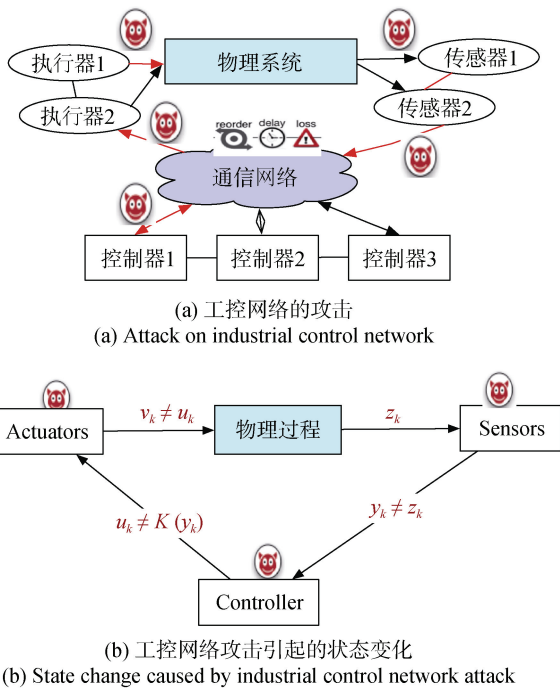 执行器1
物理系统
传感器1
执行器2
传感器2
reorder delay loss
通信网络
控制器1
控制器2
控制器3
(a) 工控网络的攻击
(a) Attack on industrial control network
Actuators
vₖ ≠ uₖ
物理过程
zₖ
Sensors
yₖ ≠ zₖ
uₖ ≠ K (yₖ)
Controller
(b) 工控网络攻击引起的状态变化
(b) State change caused by industrial control network attack